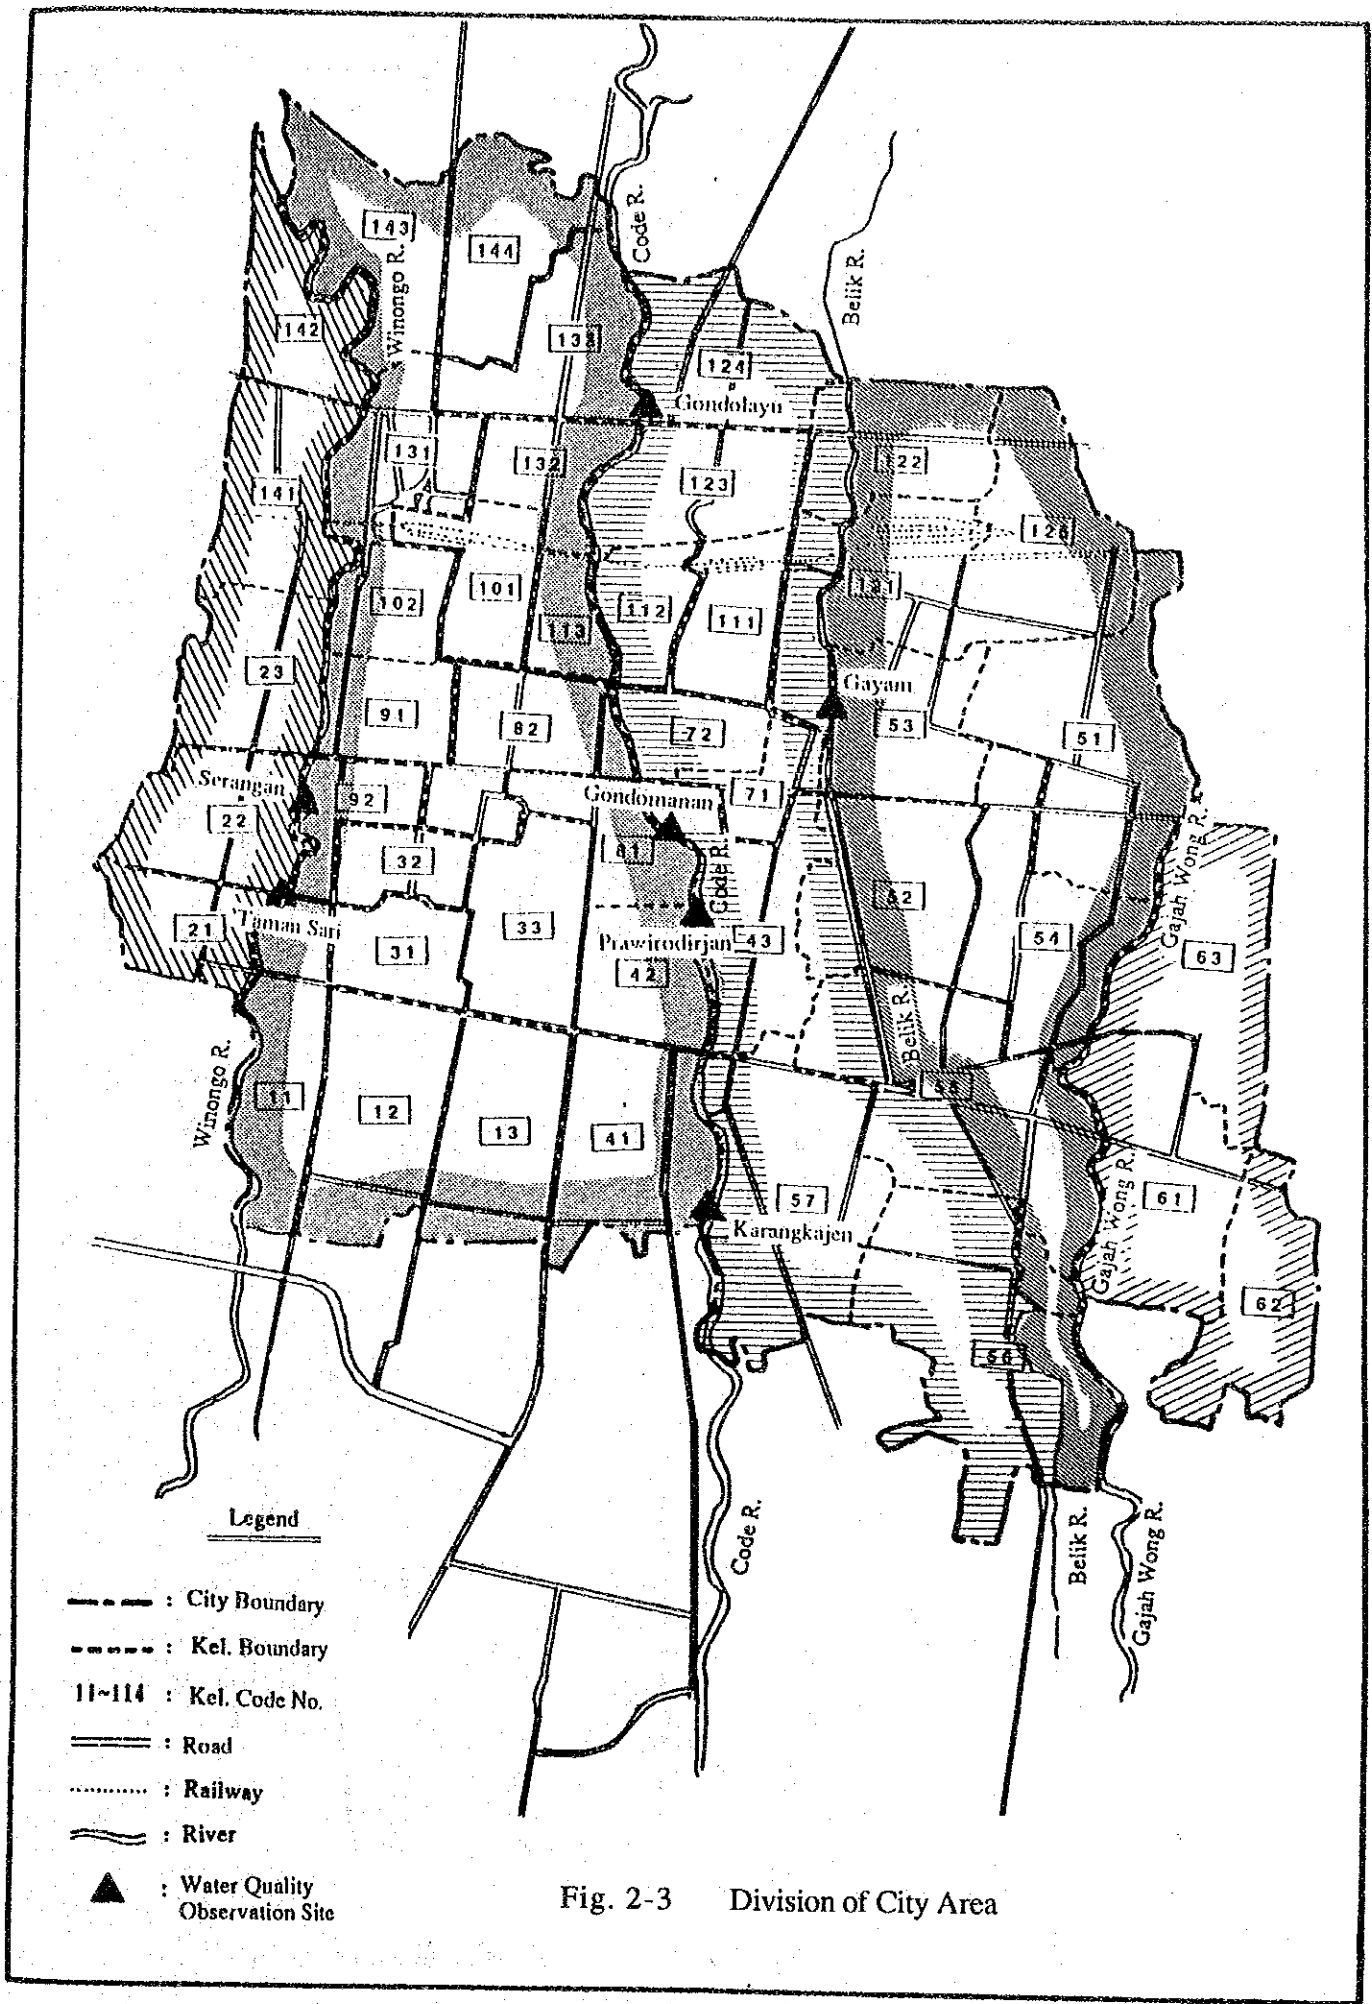 Code R.
Belik R.
143
Winongo R.
144
142
133
124
Gondolayu
131
132
122
141
123
126
102
101
113
112
111
121
23
Gayam
91
82
72
53
51
Serangan
92
Gondomanan
71
22
32
81
Code R.
52
Gajah Wong R.
21
Taman Sari
31
33
Prawirodirjan
43
54
63
42
Belik R.
Winongo R.
11
12
13
41
57
Karangkajen
Gajah Wong R.
61
62
56
Code R.
Belik R.
Gajah Wong R.
Legend
: City Boundary
: Kel. Boundary
11~114 : Kel. Code No.
: Road
: Railway
: River
: Water Quality
Observation Site
Fig. 2-3 Division of City Area